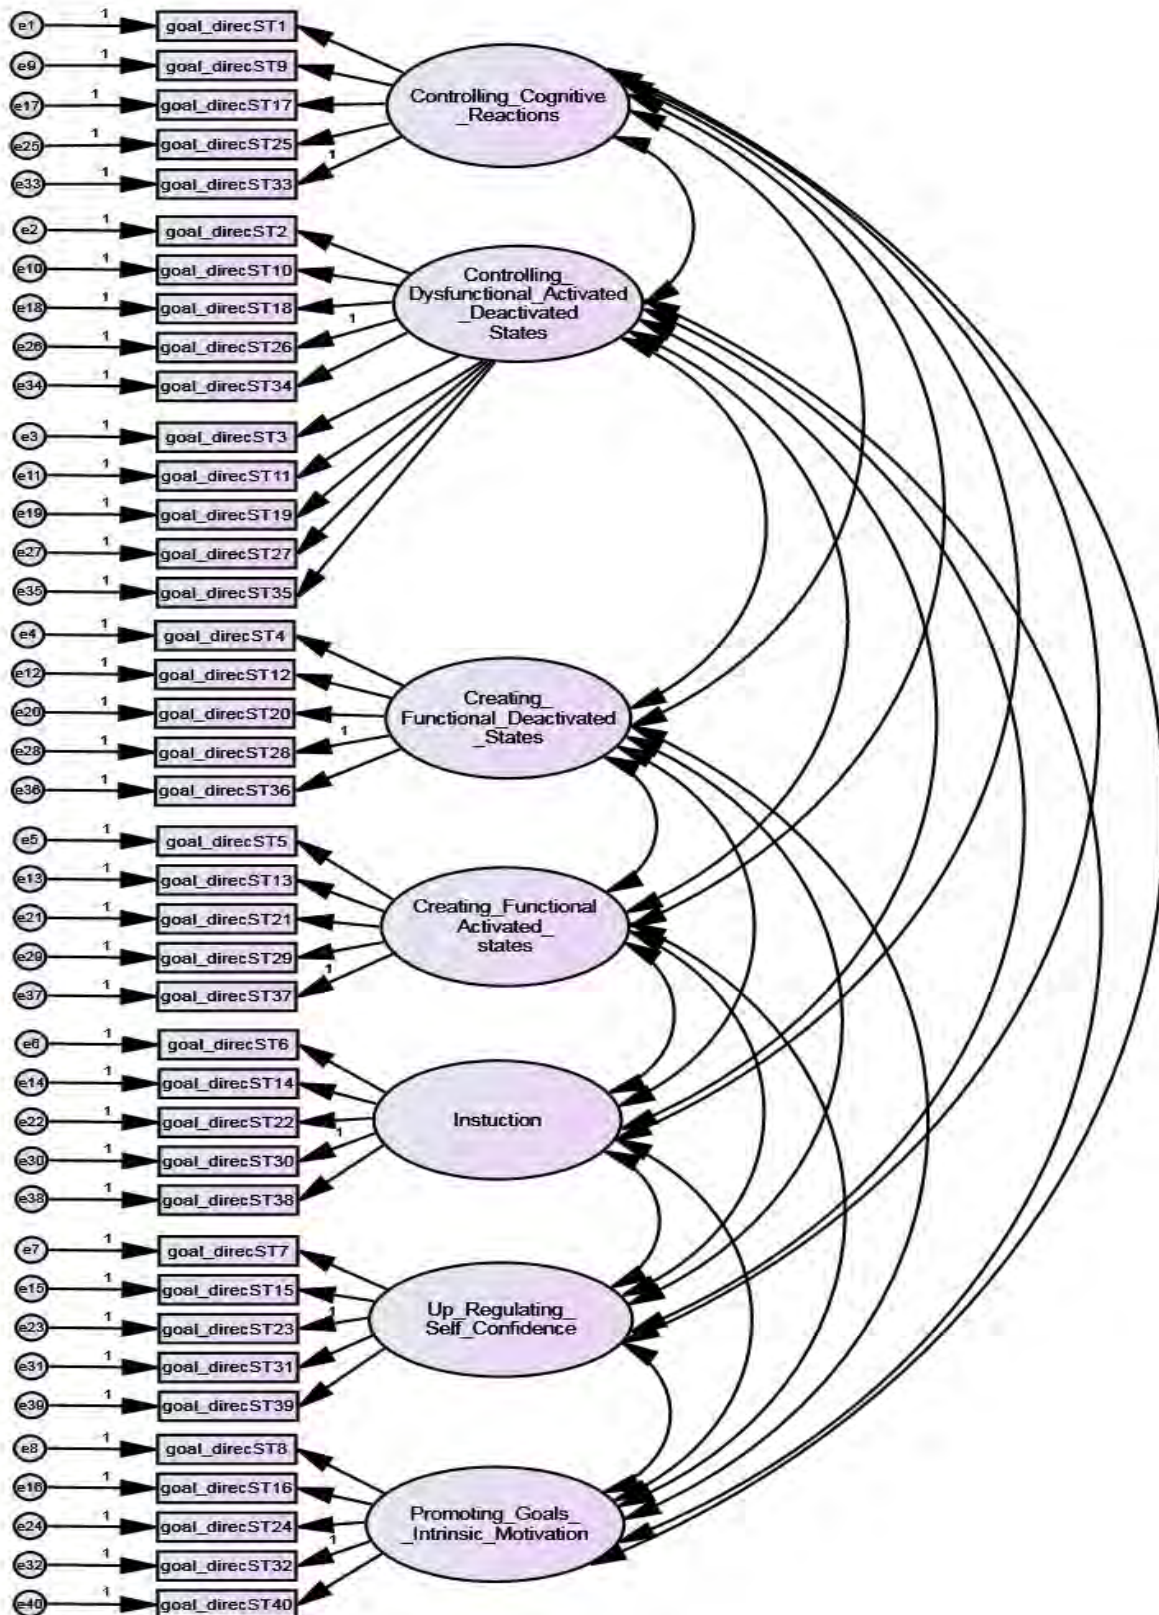 e1 1 goal_direcST1
e9 1 goal_direcST9
e17 1 goal_direcST17
e25 1 goal_direcST25
e33 1 goal_direcST33
1
Controlling_Cognitive
_Reactions
e2 1 goal_direcST2
e10 1 goal_direcST10
e18 1 goal_direcST18
e26 1 goal_direcST26
e34 1 goal_direcST34
1
Controlling_
Dysfunctional_Activated
_Deactivated
States
e3 1 goal_direcST3
e11 1 goal_direcST11
e19 1 goal_direcST19
e27 1 goal_direcST27
e35 1 goal_direcST35
e4 1 goal_direcST4
e12 1 goal_direcST12
e20 1 goal_direcST20
e28 1 goal_direcST28
e36 1 goal_direcST36
1
Creating_
Functional_Deactivated
_States
e5 1 goal_direcST5
e13 1 goal_direcST13
e21 1 goal_direcST21
e29 1 goal_direcST29
e37 1 goal_direcST37
1
Creating_Functional
Activated_
states
e6 1 goal_direcST6
e14 1 goal_direcST14
e22 1 goal_direcST22
e30 1 goal_direcST30
e38 1 goal_direcST38
1
Instuction
e7 1 goal_direcST7
e15 1 goal_direcST15
e23 1 goal_direcST23
e31 1 goal_direcST31
e39 1 goal_direcST39
1
Up_Regulating_
Self_Confidence
e8 1 goal_direcST8
e16 1 goal_direcST16
e24 1 goal_direcST24
e32 1 goal_direcST32
e40 1 goal_direcST40
1
Promoting_Goals_
_Intrinsic_Motivation